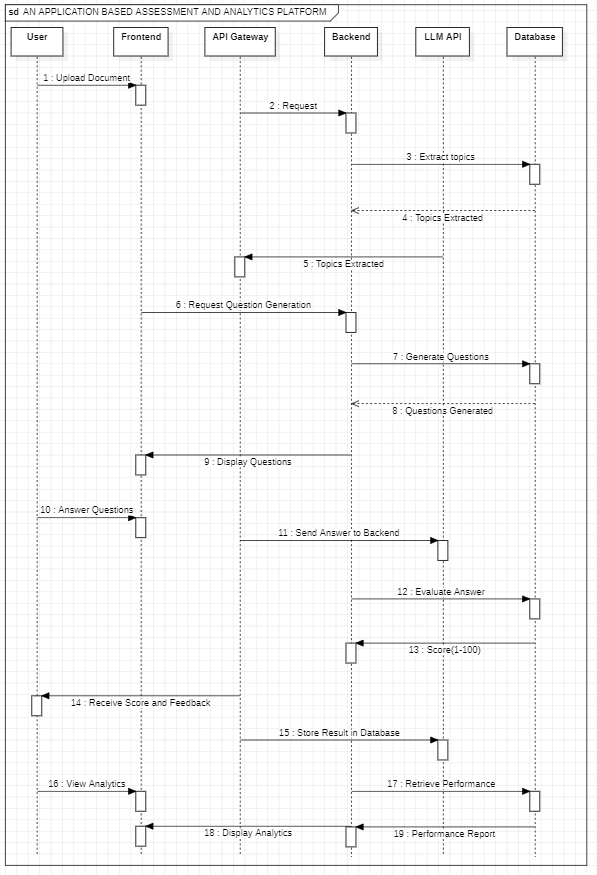 sd AN APPLICATION BASED ASSESSMENT AND ANALYTICS PLATFORM
User Frontend API Gateway Backend LLM API Database
1 : Upload Document
2 : Request
3 : Extract topics
4 : Topics Extracted
5 : Topics Extracted
6 : Request Question Generation
7 : Generate Questions
8 : Questions Generated
9 : Display Questions
10 : Answer Questions
11 : Send Answer to Backend
12 : Evaluate Answer
13 : Score(1-100)
14 : Receive Score and Feedback
15 : Store Result in Database
16 : View Analytics 17 : Retrieve Performance
18 : Display Analytics 19 : Performance Report